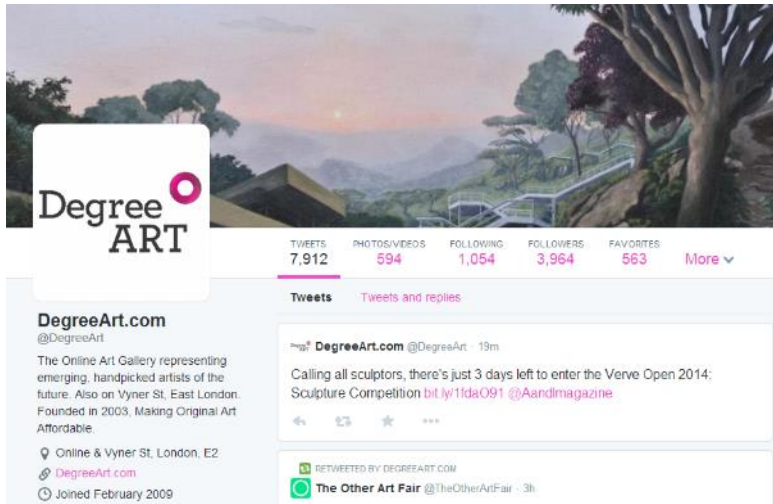 Degree
ART
TWEETS PHOTOS/VIDEOS FOLLOWING FOLLOWERS FAVORITES
7,912 594 1,054 3,964 563 More
Tweets Tweets and replies
DegreeArt.com
@DegreeArt
The Online Art Gallery representing
emerging, handpicked artists of the
future. Also on Vyner St, East London.
Founded in 2003, Making Original Art
Affordable.
Online & Vyner St, London, E2
DegreeArt.com
Joined February 2009
DegreeArt.com @DegreeArt · 19m
Calling all sculptors, there's just 3 days left to enter the Verve Open 2014:
Sculpture Competition bit.ly/1fdaO91 @AandImagazine
RETWEETED BY DEGREEART.COM
The Other Art Fair @TheOtherArtFair · 3h